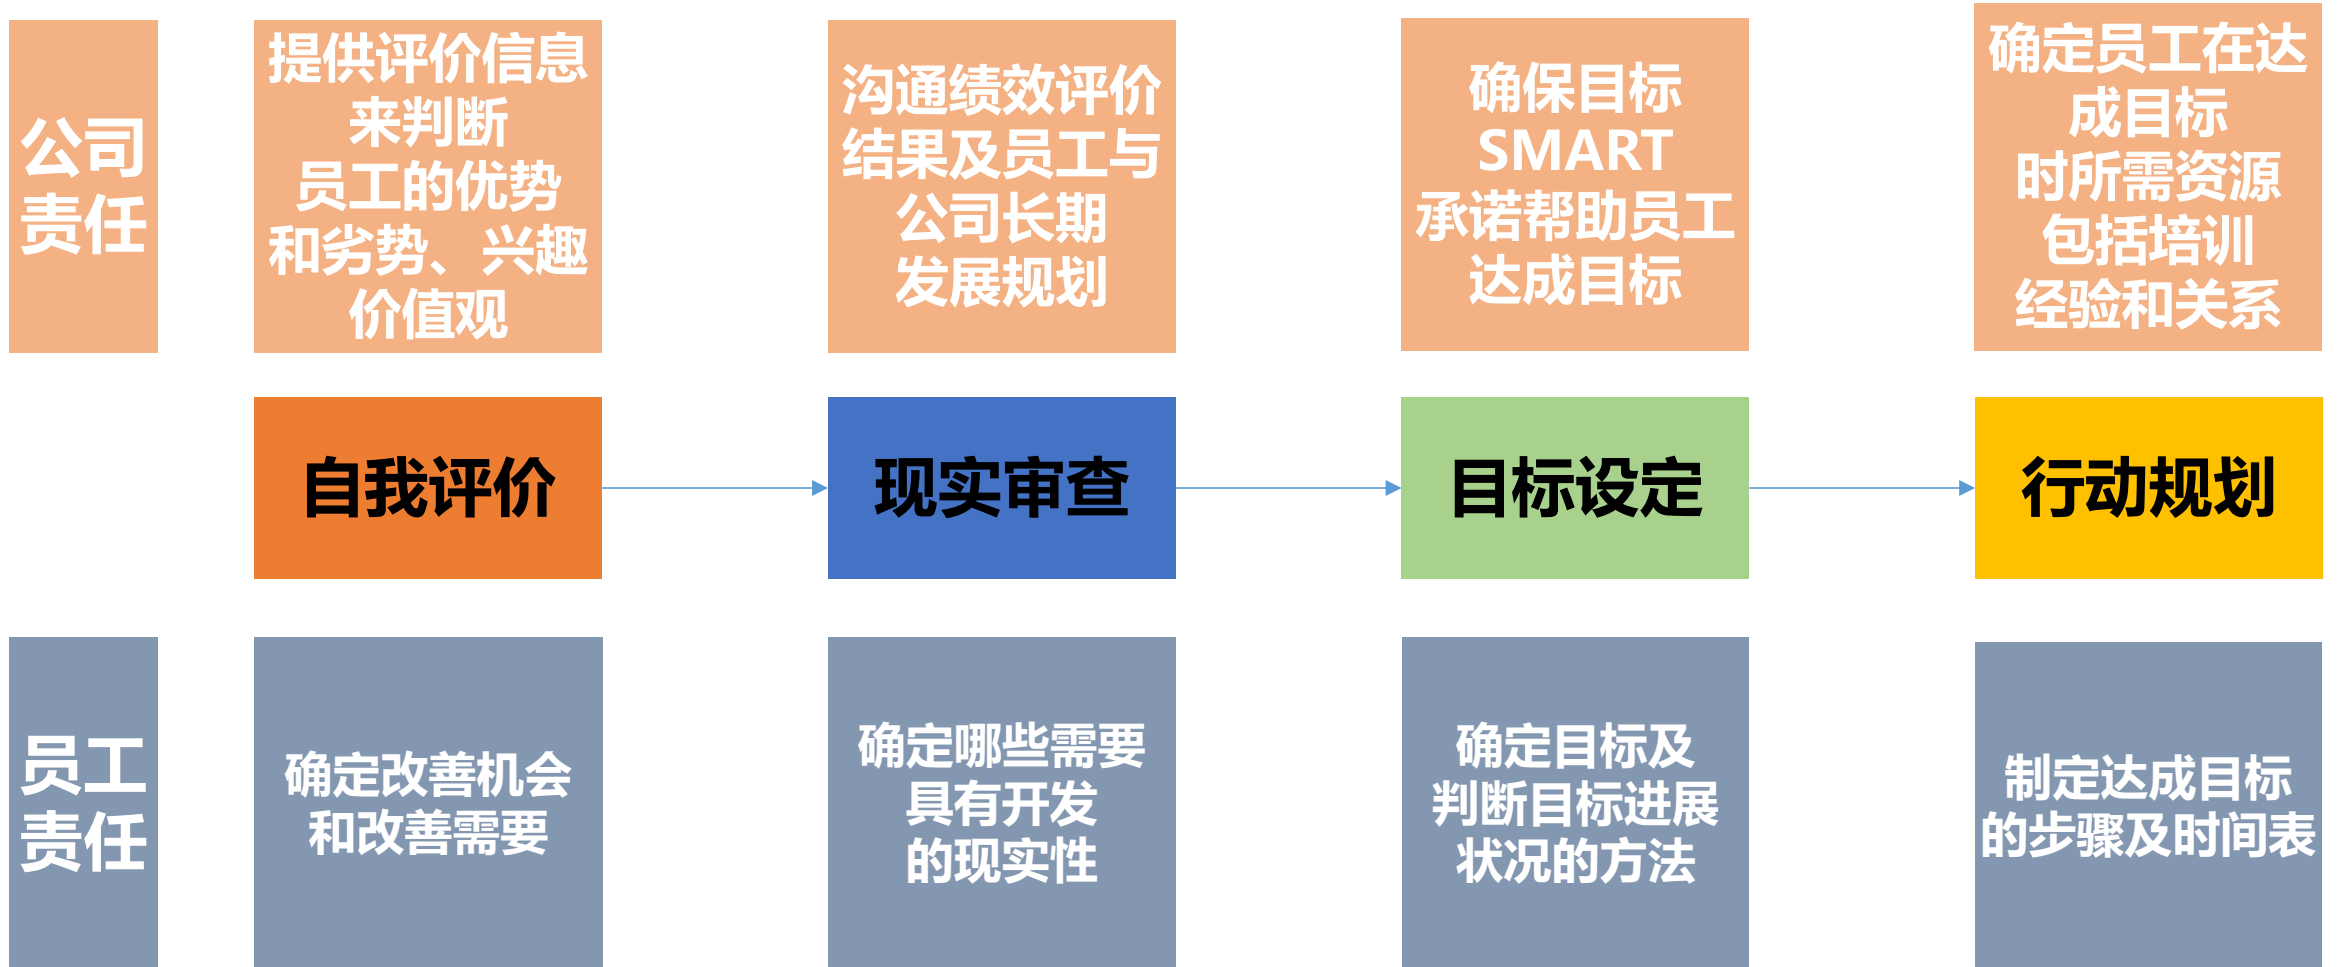 公司
责任
提供评价信息
来判断
员工的优势
和劣势、兴趣
价值观
沟通绩效评价
结果及员工与
公司长期
发展规划
确保目标
SMART
承诺帮助员工
达成目标
确定员工在达
成目标
时所需资源
包括培训
经验和关系
自我评价
现实审查
目标设定
行动规划
员工
责任
确定改善机会
和改善需要
确定哪些需要
具有开发
的现实性
确定目标及
判断目标进展
状况的方法
制定达成目标
的步骤及时间表